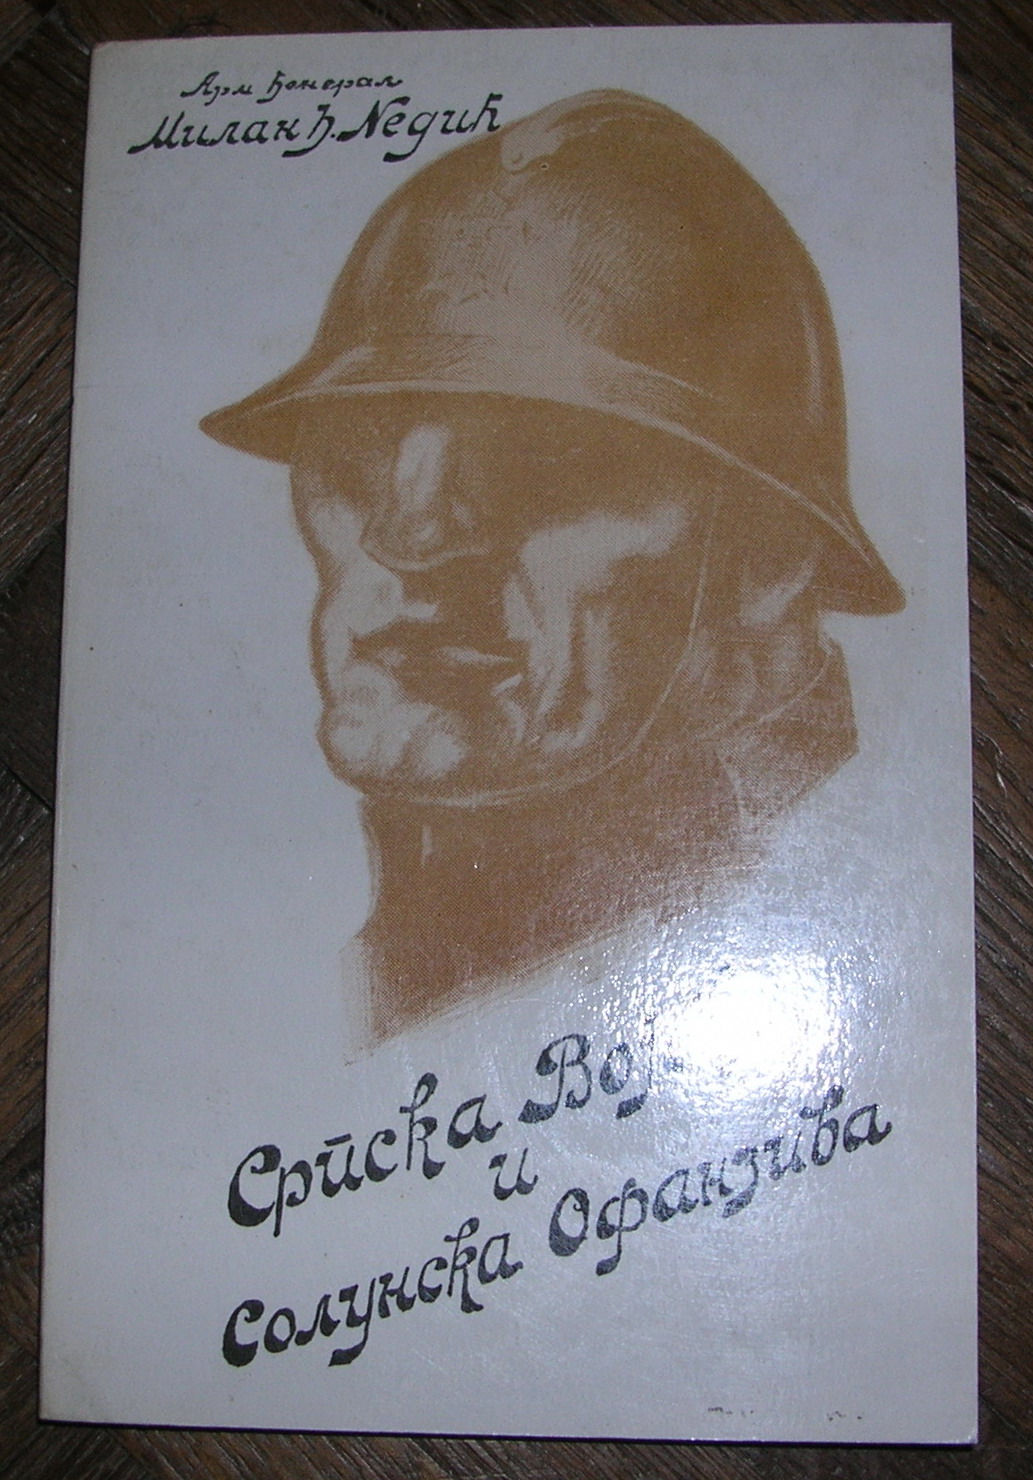 Арм ђенерал
Милан Ђ. Недић
Српска
и
Солунска Офанзива